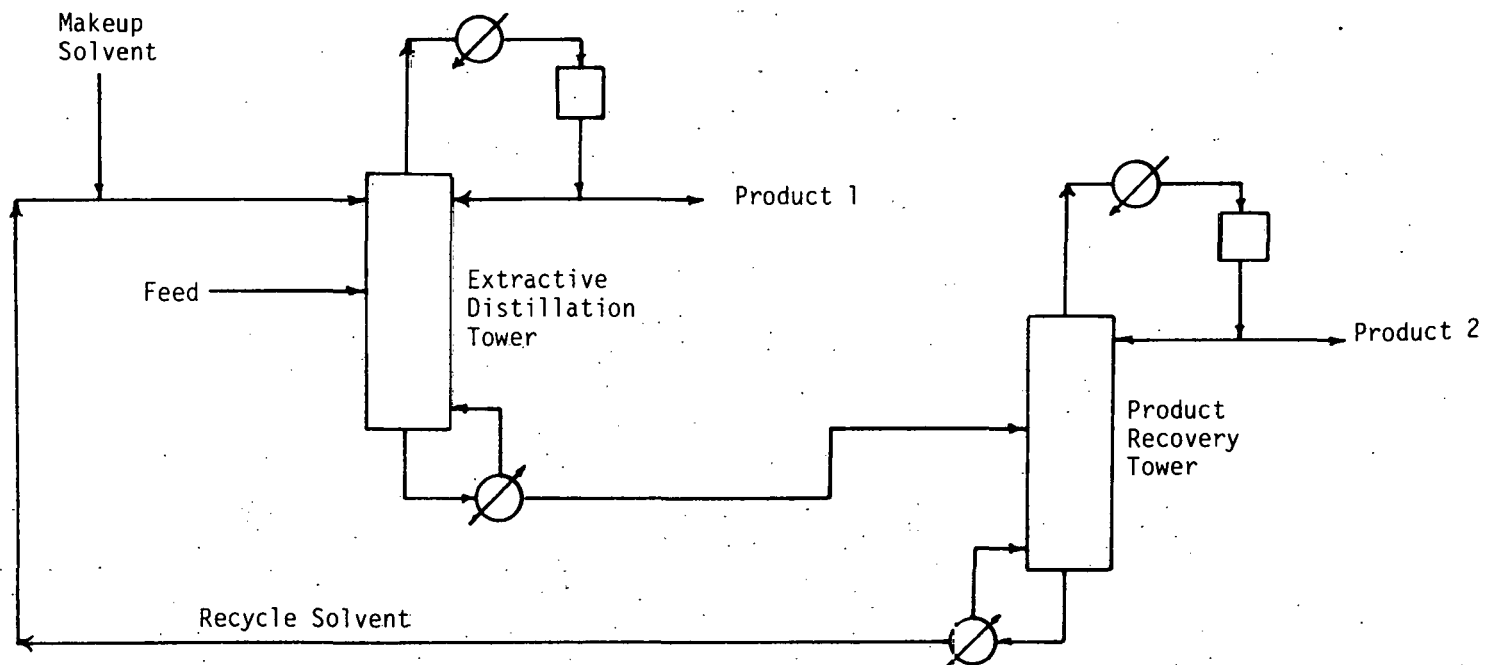 Makeup
Solvent
Product 1
Feed
Extractive
Distillation
Tower
Product 2
Product
Recovery
Tower
Recycle Solvent